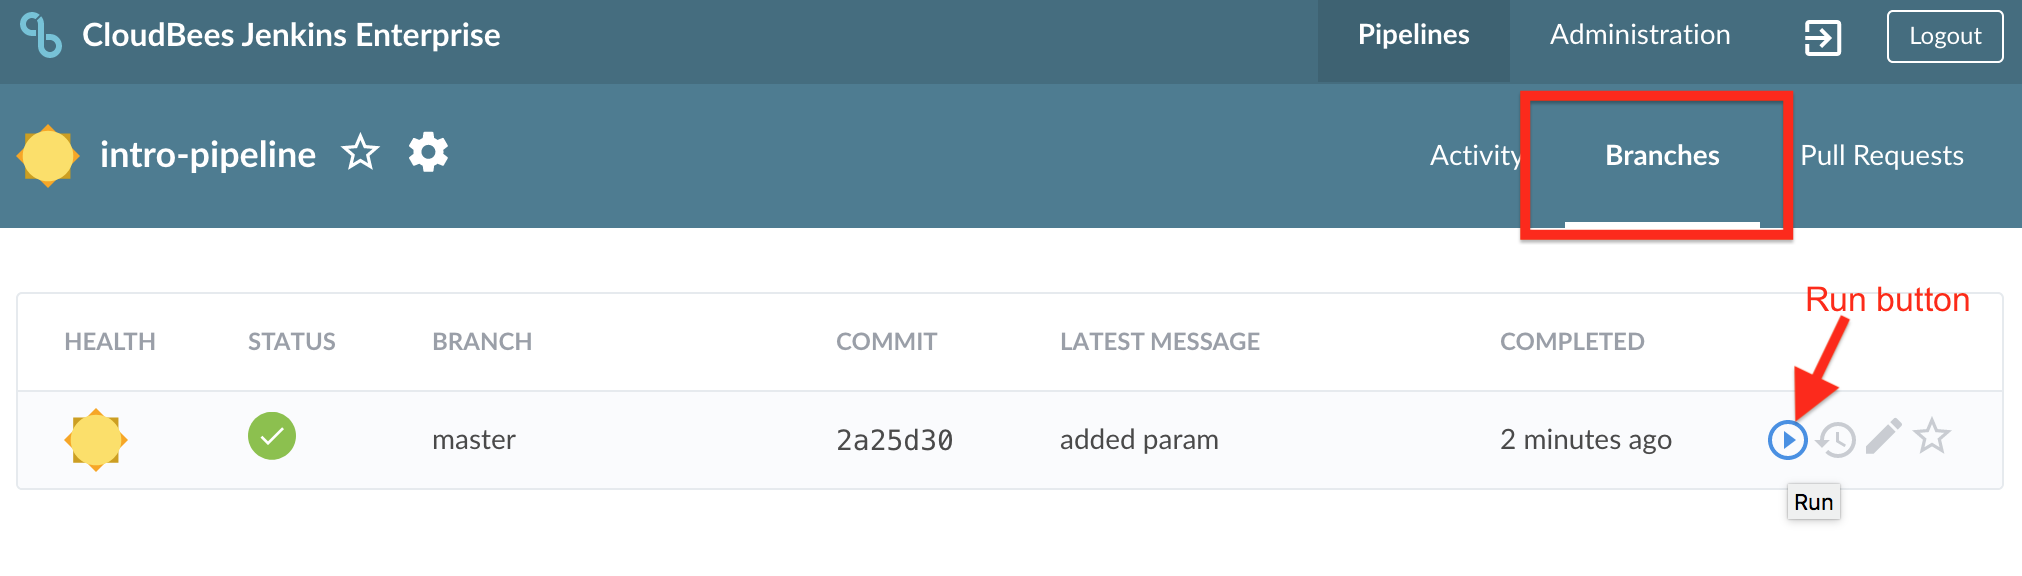 CloudBees Jenkins Enterprise Pipelines Administration Logout
intro-pipeline Activity Branches Pull Requests
Run button
HEALTH STATUS BRANCH COMMIT LATEST MESSAGE COMPLETED
master 2a25d30 added param 2 minutes ago
Run